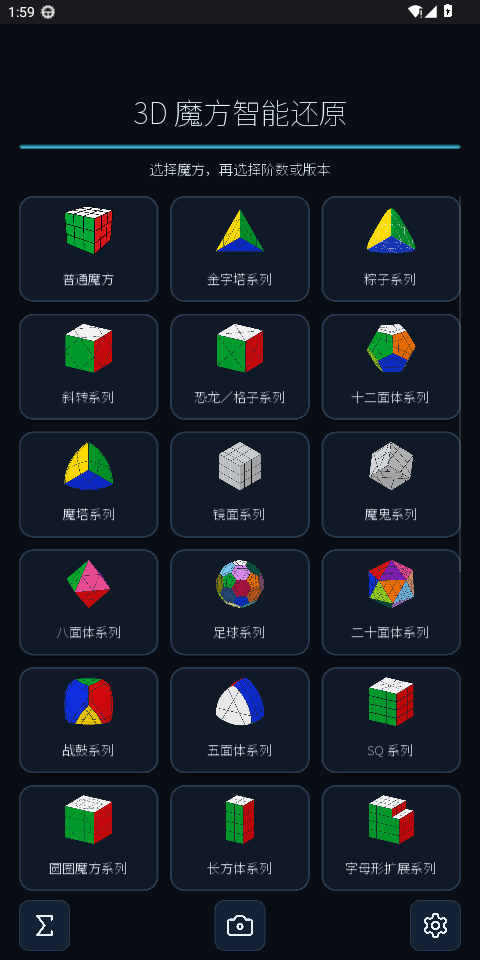 1:59
3D 魔方智能还原
选择魔方，再选择阶数或版本
普通魔方
金字塔系列
粽子系列
斜转系列
恐龙／格子系列
十二面体系列
魔塔系列
镜面系列
魔鬼系列
八面体系列
足球系列
二十面体系列
战鼓系列
五面体系列
SQ 系列
圆圈魔方系列
长方体系列
字母形扩展系列
Σ